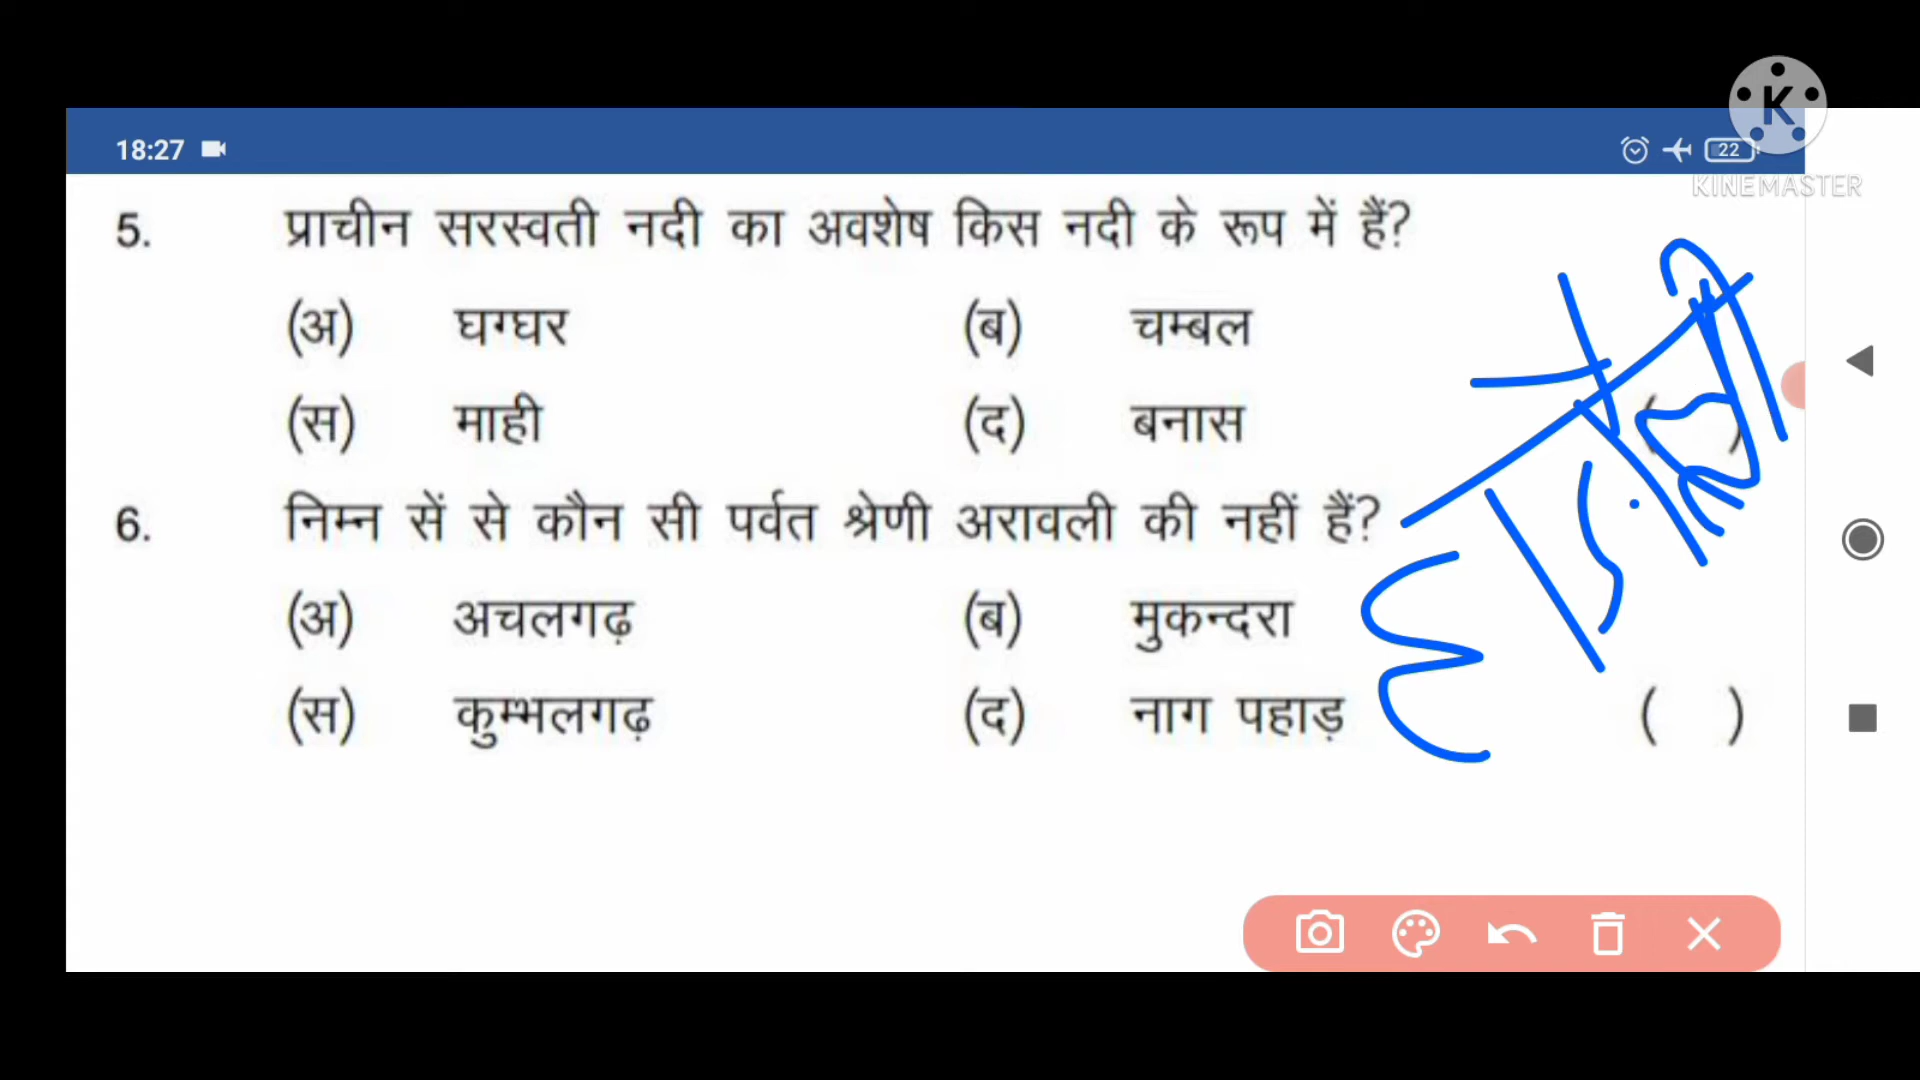 K
18:27
22
KINEMASTER
5. प्राचीन सरस्वती नदी का अवशेष किस नदी के रूप में हैं?
(अ) घग्घर (ब) चम्बल
(स) माही (द) बनास ( )
6. निम्न सें से कौन सी पर्वत श्रेणी अरावली की नहीं हैं?
(अ) अचलगढ़ (ब) मुकन्दरा
(स) कुम्भलगढ़ (द) नाग पहाड़ ( )